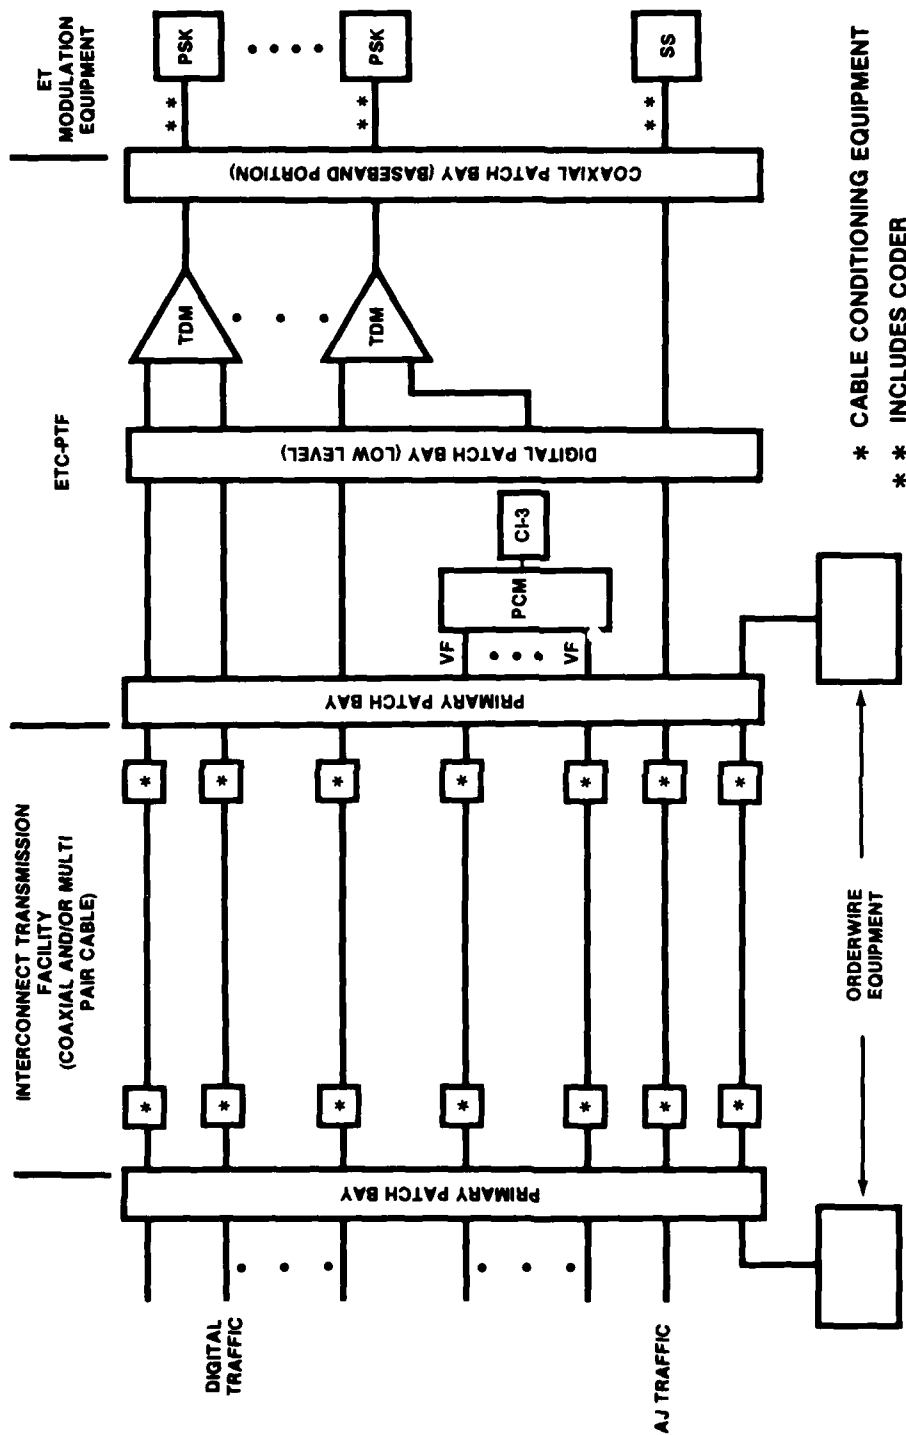 INTERCONNECT TRANSMISSION
FACILITY
(COAXIAL AND/OR MULTI
PAIR CABLE)
ETC-PTF
ET
MODULATION
EQUIPMENT
DIGITAL
TRAFFIC
AJ TRAFFIC
PRIMARY PATCH BAY
*
*
*
*
*
*
*
*
*
*
*
*
*
*
PRIMARY PATCH BAY
VF
VF
PCM
CI-3
DIGITAL PATCH BAY (LOW LEVEL)
TDM
TDM
COAXIAL PATCH BAY (BASEBAND PORTION)
* *
* *
* *
PSK
PSK
SS
ORDERWIRE
EQUIPMENT
* CABLE CONDITIONING EQUIPMENT
* * INCLUDES CODER